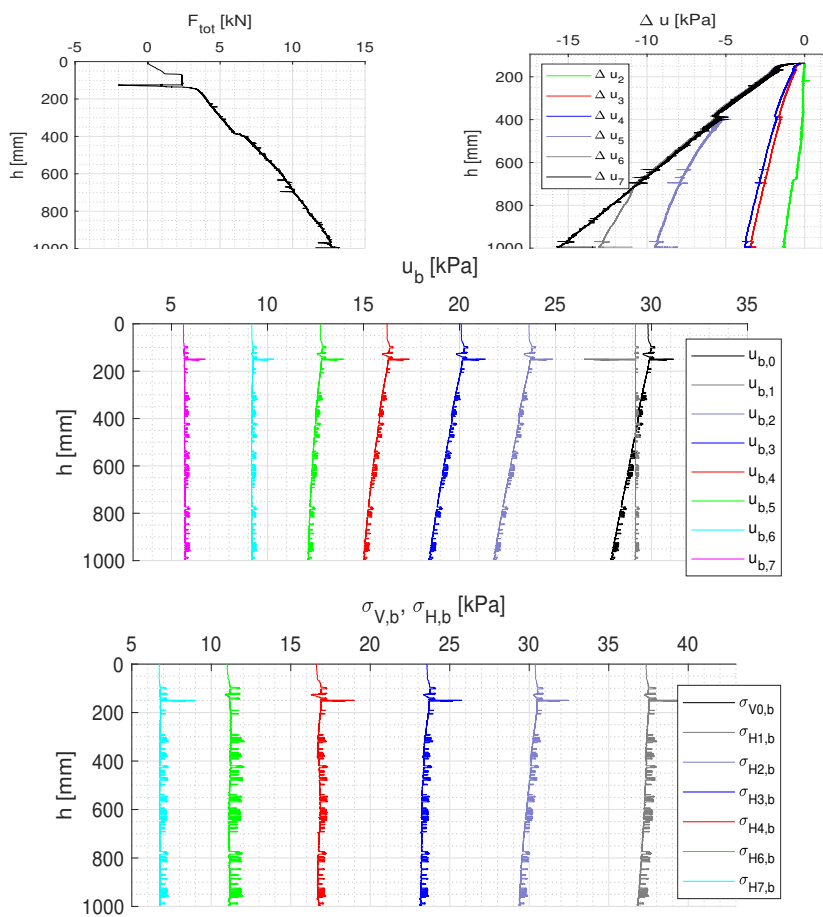 F_tot [kN]
-5 0 5 10 15
0
200
400
600
800
1000
h [mm]
Δ u [kPa]
-15 -10 -5 0
200
400
600
800
1000
h [mm]
Δ u_2
Δ u_3
Δ u_4
Δ u_5
Δ u_6
Δ u_7
u_b [kPa]
5 10 15 20 25 30 35
0
200
400
600
800
1000
h [mm]
u_b,0
u_b,1
u_b,2
u_b,3
u_b,4
u_b,5
u_b,6
u_b,7
σ_V,b, σ_H,b [kPa]
5 10 15 20 25 30 35 40
0
200
400
600
800
1000
h [mm]
σ_V0,b
σ_H1,b
σ_H2,b
σ_H3,b
σ_H4,b
σ_H6,b
σ_H7,b